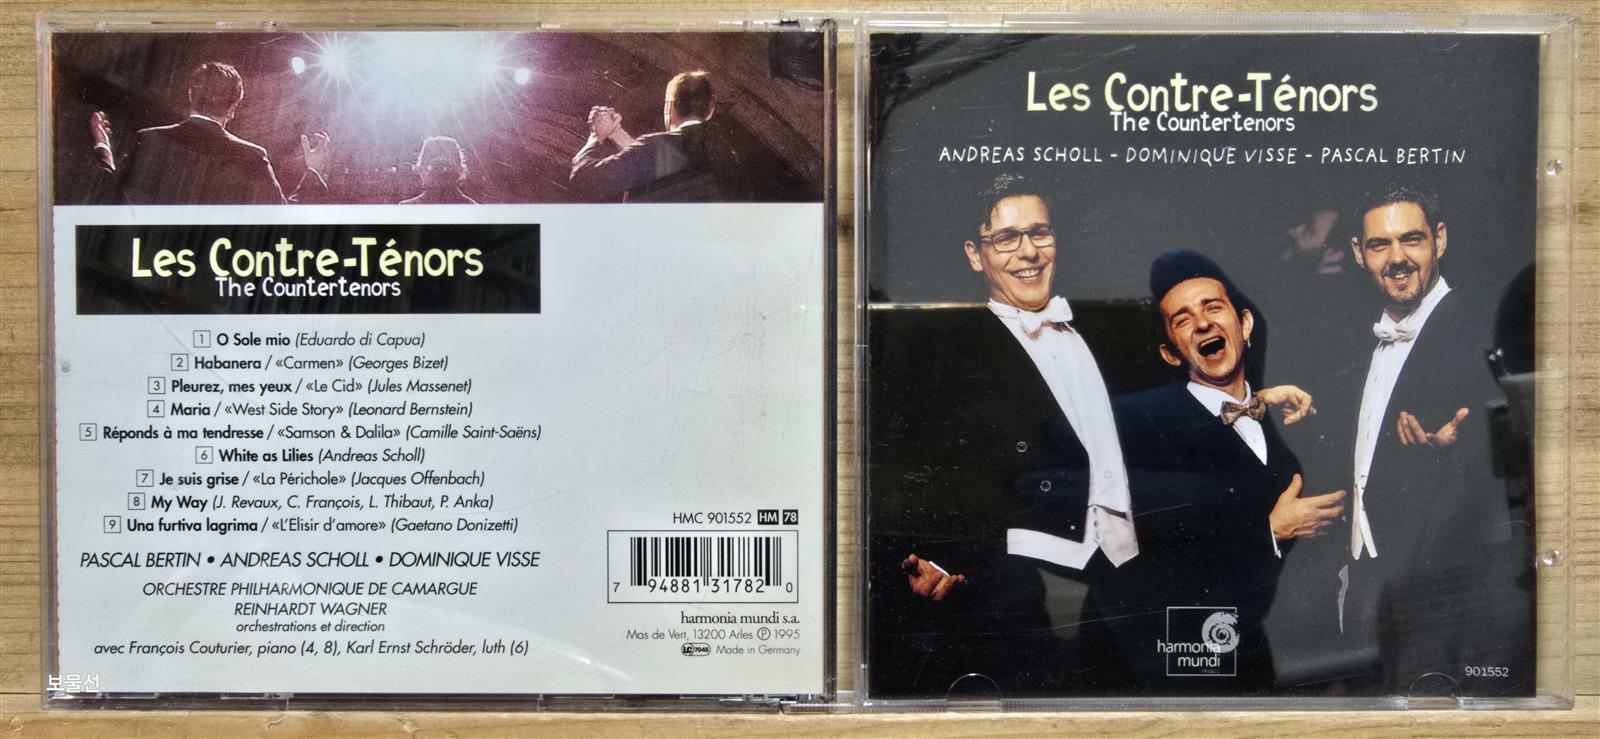 Les Contre-Ténors
The Countertenors
1 O Sole mio (Eduardo di Capua)
2 Habanera / «Carmen» (Georges Bizet)
3 Pleurez, mes yeux / «Le Cid» (Jules Massenet)
4 Maria / «West Side Story» (Leonard Bernstein)
5 Réponds à ma tendresse / «Samson & Dalila» (Camille Saint-Saëns)
6 White as Lilies (Andreas Scholl)
7 Je suis grise / «La Périchole» (Jacques Offenbach)
8 My Way (J. Revaux, C. François, L. Thibaut, P. Anka)
9 Una furtiva lagrima / «L'Elisir d'amore» (Gaetano Donizetti)
PASCAL BERTIN • ANDREAS SCHOLL • DOMINIQUE VISSE
ORCHESTRE PHILHARMONIQUE DE CAMARGUE
REINHARDT WAGNER
orchestrations et direction
avec François Couturier, piano (4, 8), Karl Ernst Schröder, luth (6)
HMC 901552 HM 78
7 94881 31782 0
harmonia mundi s.a.
Mas de Vert, 13200 Arles ℗ 1995
LC 7045 Made in Germany
보물선
Les Contre-Ténors
The Countertenors
ANDREAS SCHOLL - DOMINIQUE VISSE - PASCAL BERTIN
harmonia
mundi
901552